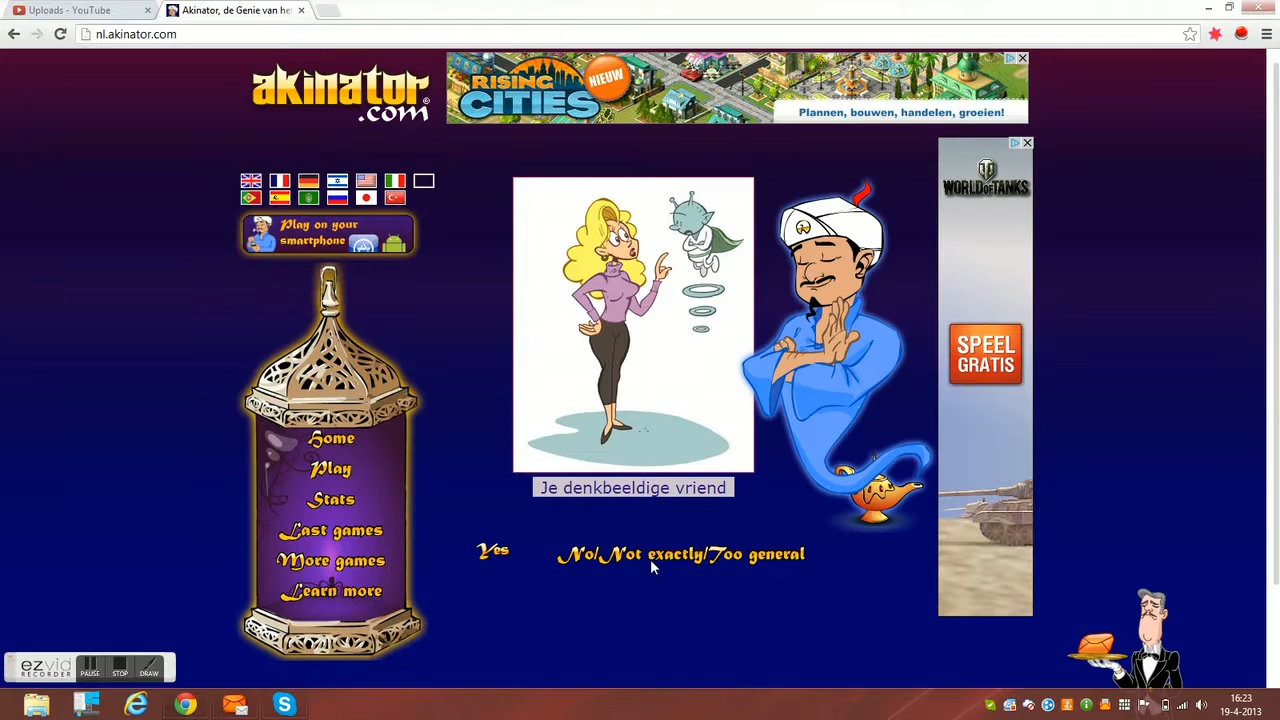 Uploads - YouTube
Akinator, de Genie van he
nl.akinator.com
akinator
.com
RISING
CITIES
NIEUW
Plannen, bouwen, handelen, groeien!
WORLD OF TANKS
Play on your
smartphone
SPEEL
GRATIS
Home
Play
Stats
Last games
More games
Learn more
Je denkbeeldige vriend
Yes
No/Not exactly/Too general
ezvid
RECORDER
PAUSE
STOP
DRAW
16:23
19-4-2013